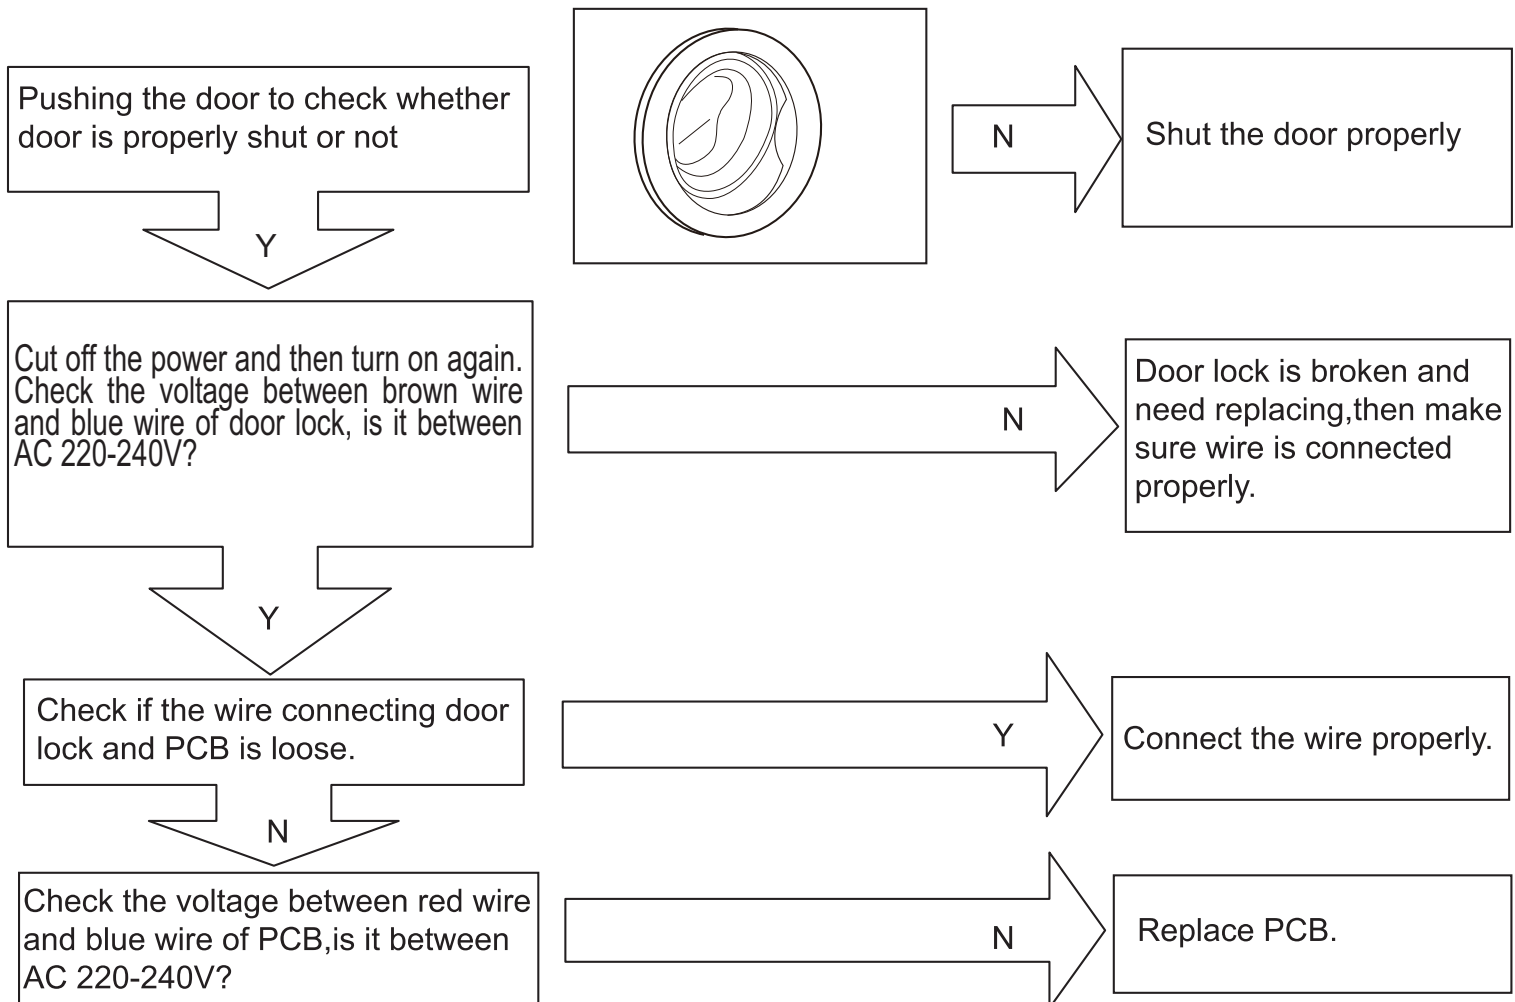 Pushing the door to check whether
door is properly shut or not
N
Shut the door properly
Y
Cut off the power and then turn on again.
Check the voltage between brown wire
and blue wire of door lock, is it between
AC 220-240V?
N
Door lock is broken and
need replacing,then make
sure wire is connected
properly.
Y
Check if the wire connecting door
lock and PCB is loose.
Y
Connect the wire properly.
N
Check the voltage between red wire
and blue wire of PCB,is it between
AC 220-240V?
N
Replace PCB.